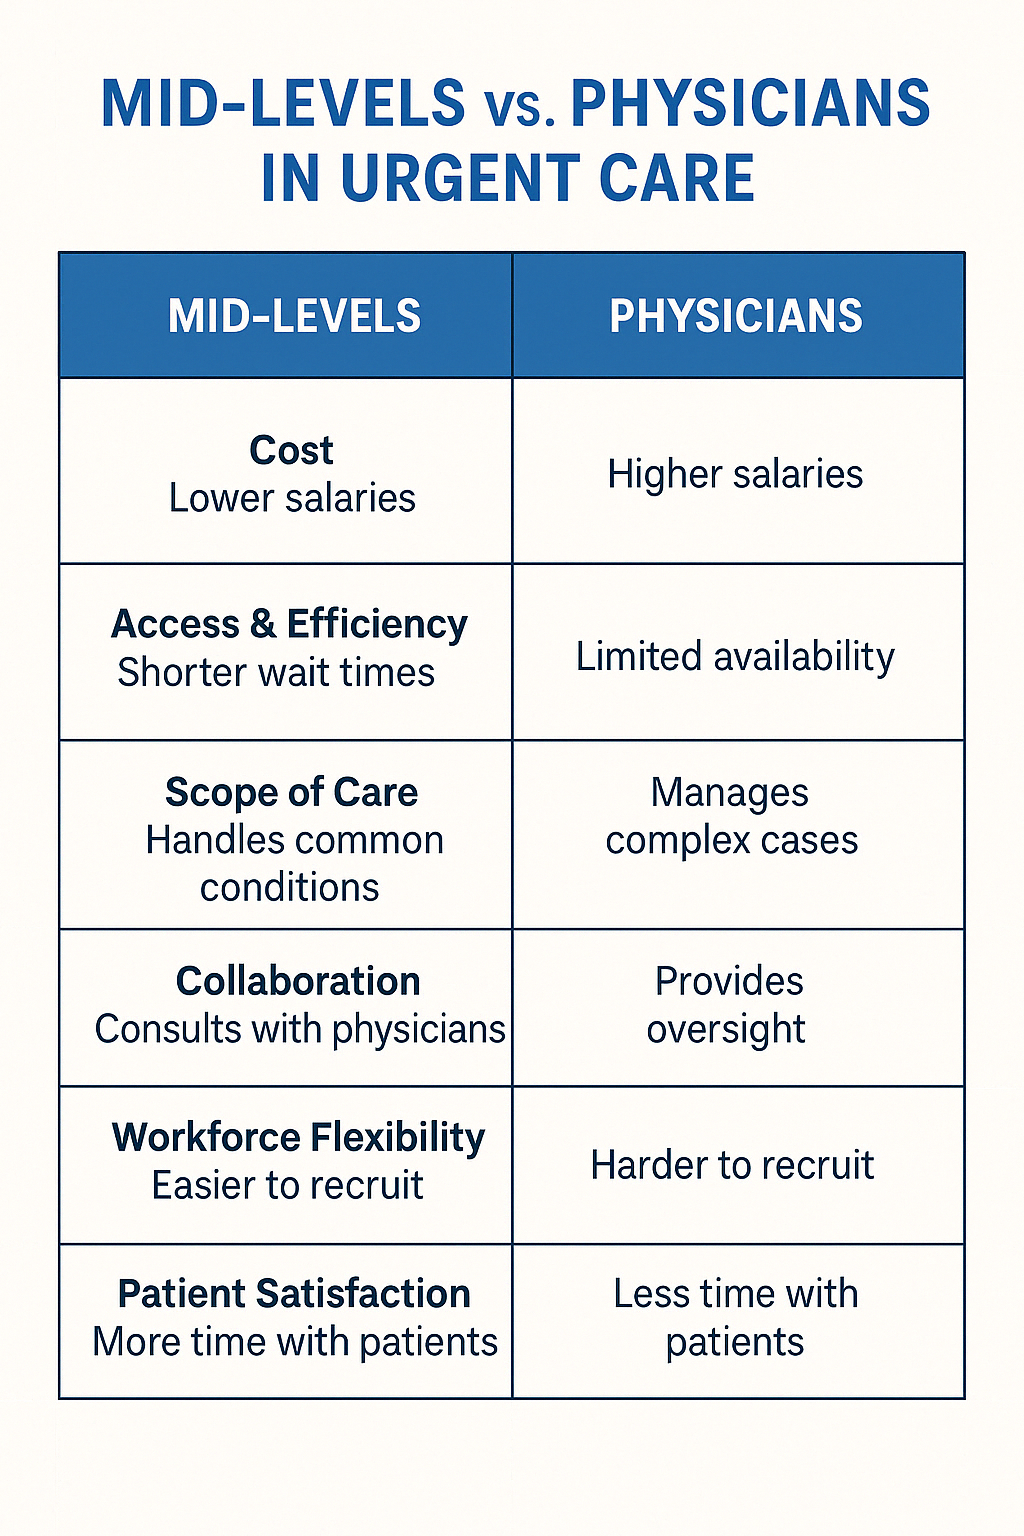 MID-LEVELS vs. PHYSICIANS
IN URGENT CARE
MID-LEVELS
PHYSICIANS
Cost
Lower salaries
Higher salaries
Access & Efficiency
Shorter wait times
Limited availability
Scope of Care
Handles common
conditions
Manages
complex cases
Collaboration
Consults with physicians
Provides
oversight
Workforce Flexibility
Easier to recruit
Harder to recruit
Patient Satisfaction
More time with patients
Less time with
patients